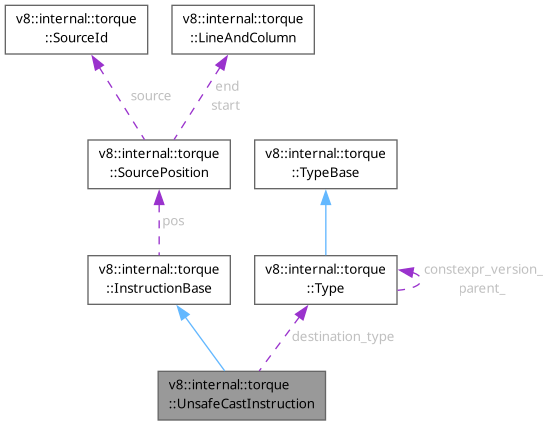 v8::internal::torque
::SourceId
v8::internal::torque
::LineAndColumn
source
end
start
v8::internal::torque
::SourcePosition
v8::internal::torque
::TypeBase
pos
v8::internal::torque
::InstructionBase
v8::internal::torque
::Type
constexpr_version_
parent_
destination_type
v8::internal::torque
::UnsafeCastInstruction